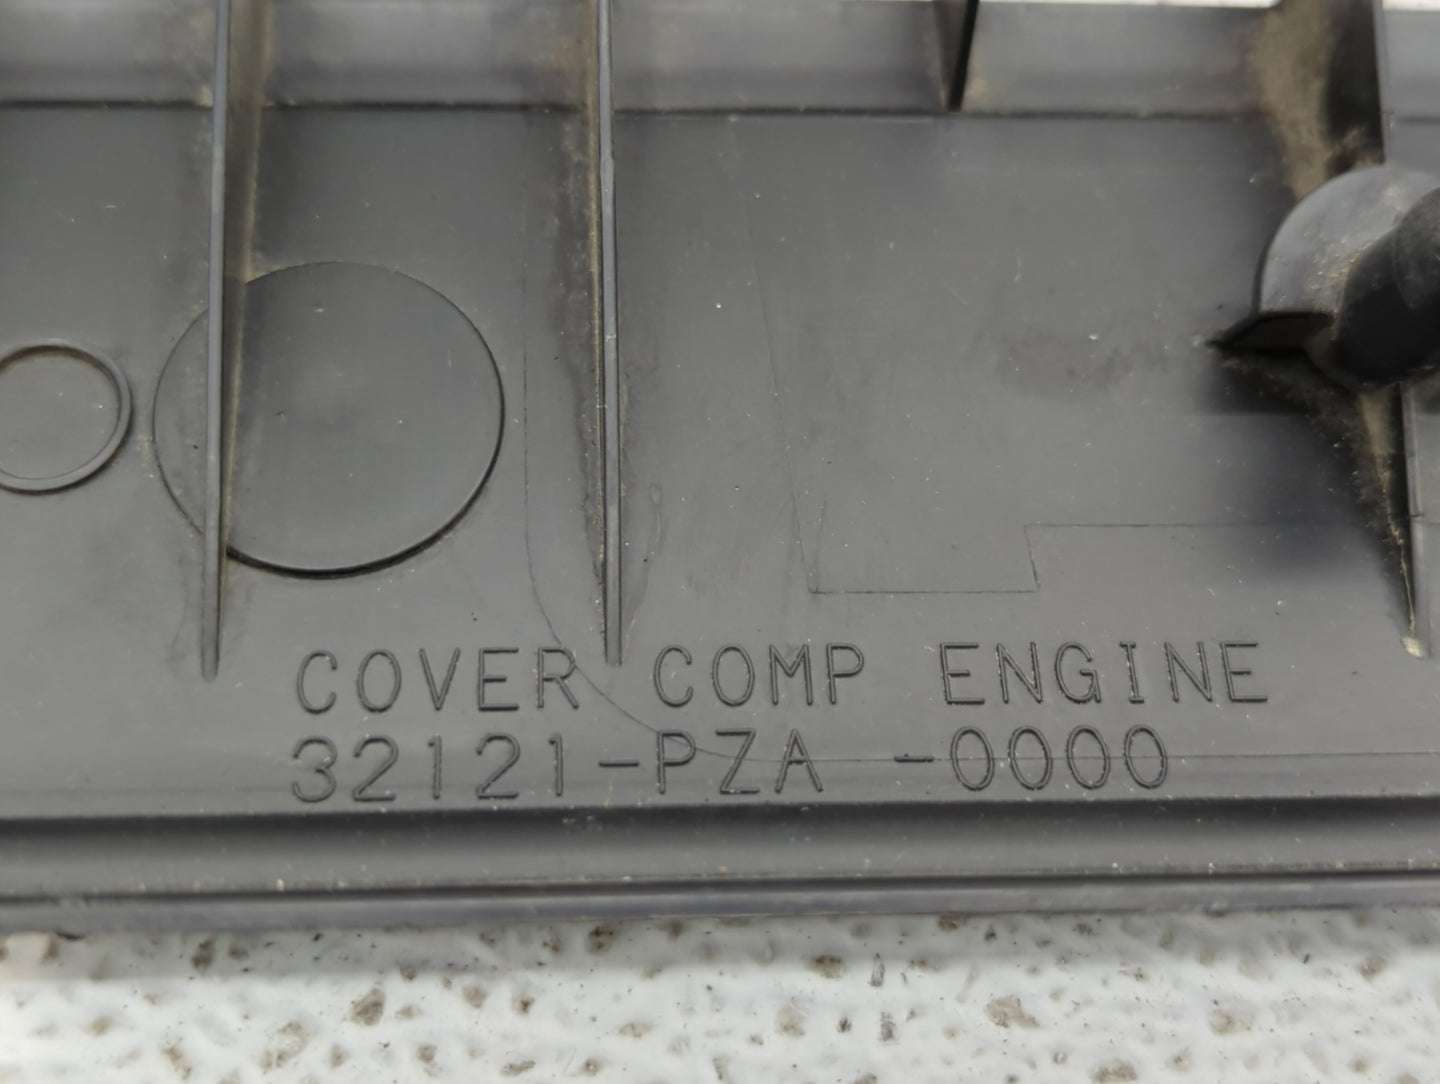 COVER COMP ENGINE
32121-PZA -0000